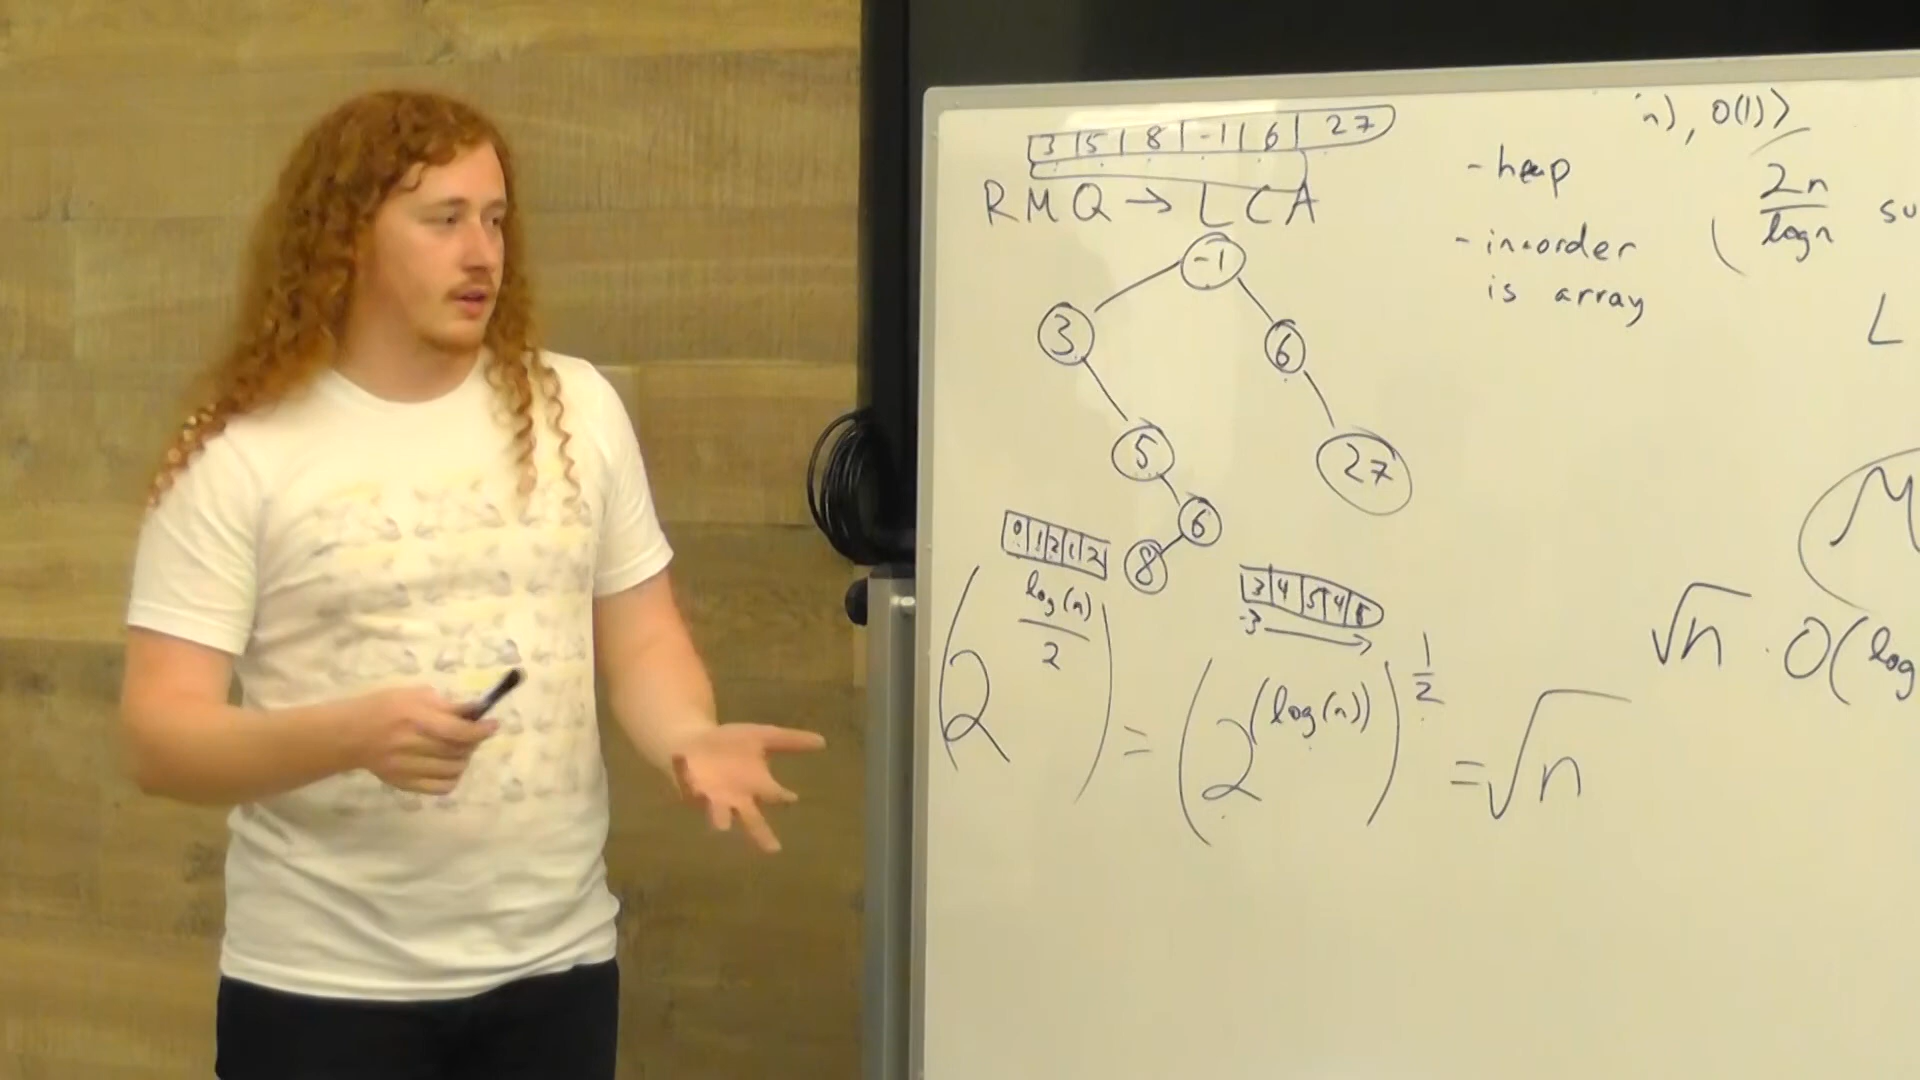 3 | 5 | 8 | -1 | 6 | 27
RMQ → LCA
-1
3
6
5
27
6
8
0 | 1 | 2 | 1 | 2
3 | 4 | 5 | 4 | 5
-3
(2^(log(n)/2)) = (2^(log(n)))^(1/2) = √n
- heap
- inorder
is array
n), O(1)⟩
( 2n/logn su
L
M
√n · O(log